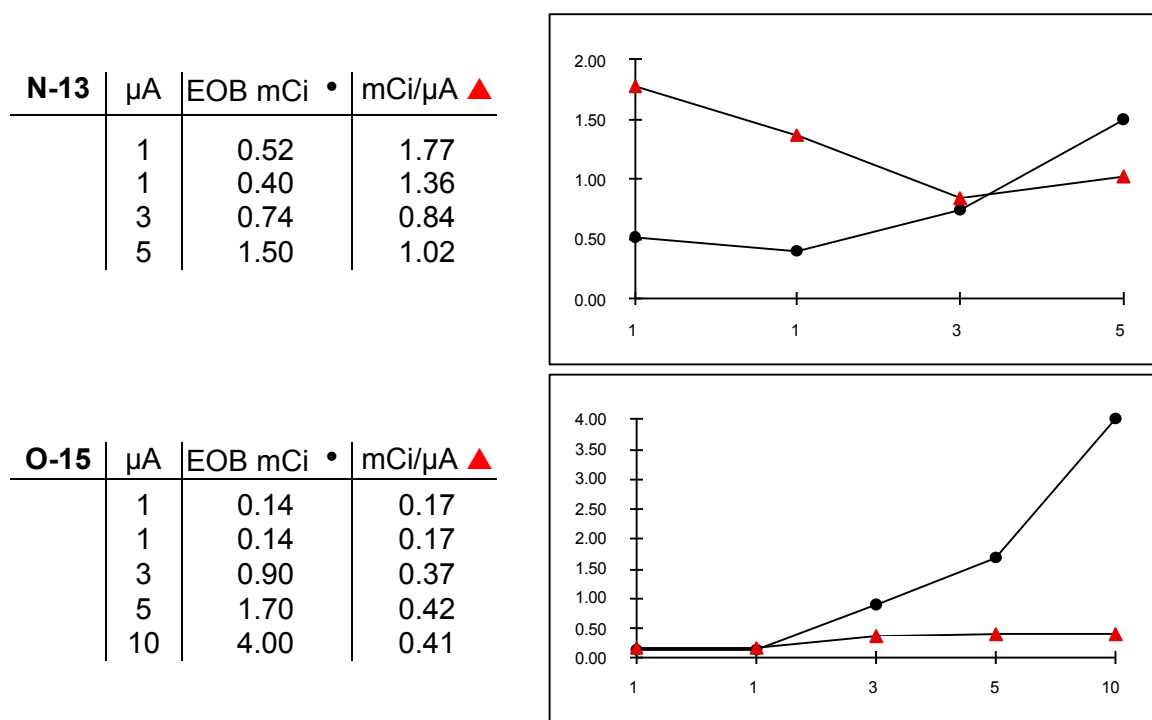 N-13 µA EOB mCi • mCi/µA ▲
1 0.52 1.77
1 0.40 1.36
3 0.74 0.84
5 1.50 1.02
2.00
1.50
1.00
0.50
0.00
1 1 3 5
O-15 µA EOB mCi • mCi/µA ▲
1 0.14 0.17
1 0.14 0.17
3 0.90 0.37
5 1.70 0.42
10 4.00 0.41
4.00
3.50
3.00
2.50
2.00
1.50
1.00
0.50
0.00
1 1 3 5 10